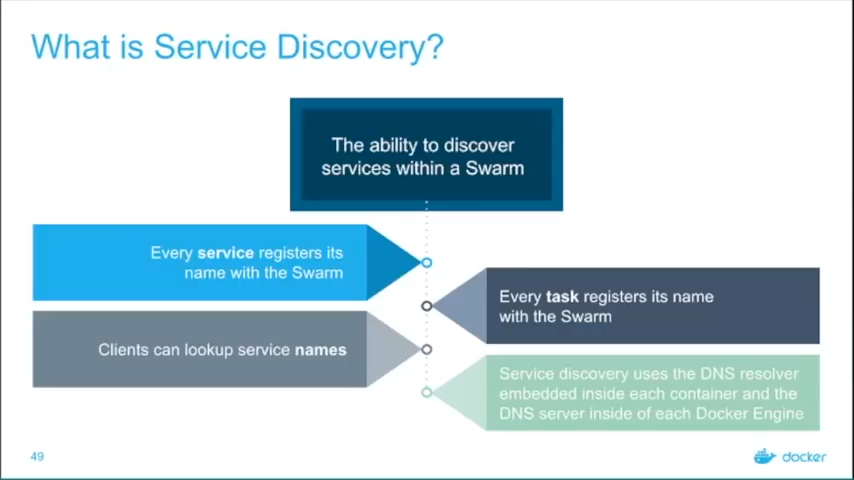 What is Service Discovery?
The ability to discover
services within a Swarm
Every service registers its
name with the Swarm
Every task registers its name
with the Swarm
Clients can lookup service names
Service discovery uses the DNS resolver
embedded inside each container and the
DNS server inside of each Docker Engine
49
docker